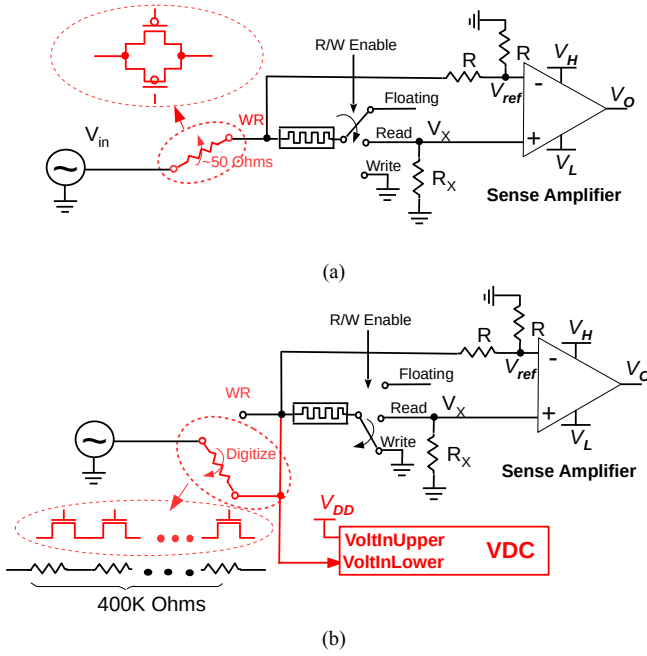 R/W Enable
R
R
V_H
V_O
WR
Floating
V_ref
-
V_in
~50 Ohms
Read
V_X
+
V_L
Write
R_X
Sense Amplifier
(a)
R/W Enable
R
R
V_H
V_O
Floating
V_ref
-
WR
Read
V_X
+
Digitize
Write
R_X
V_L
Sense Amplifier
V_DD
VoltInUpper
VDC
VoltInLower
400K Ohms
(b)